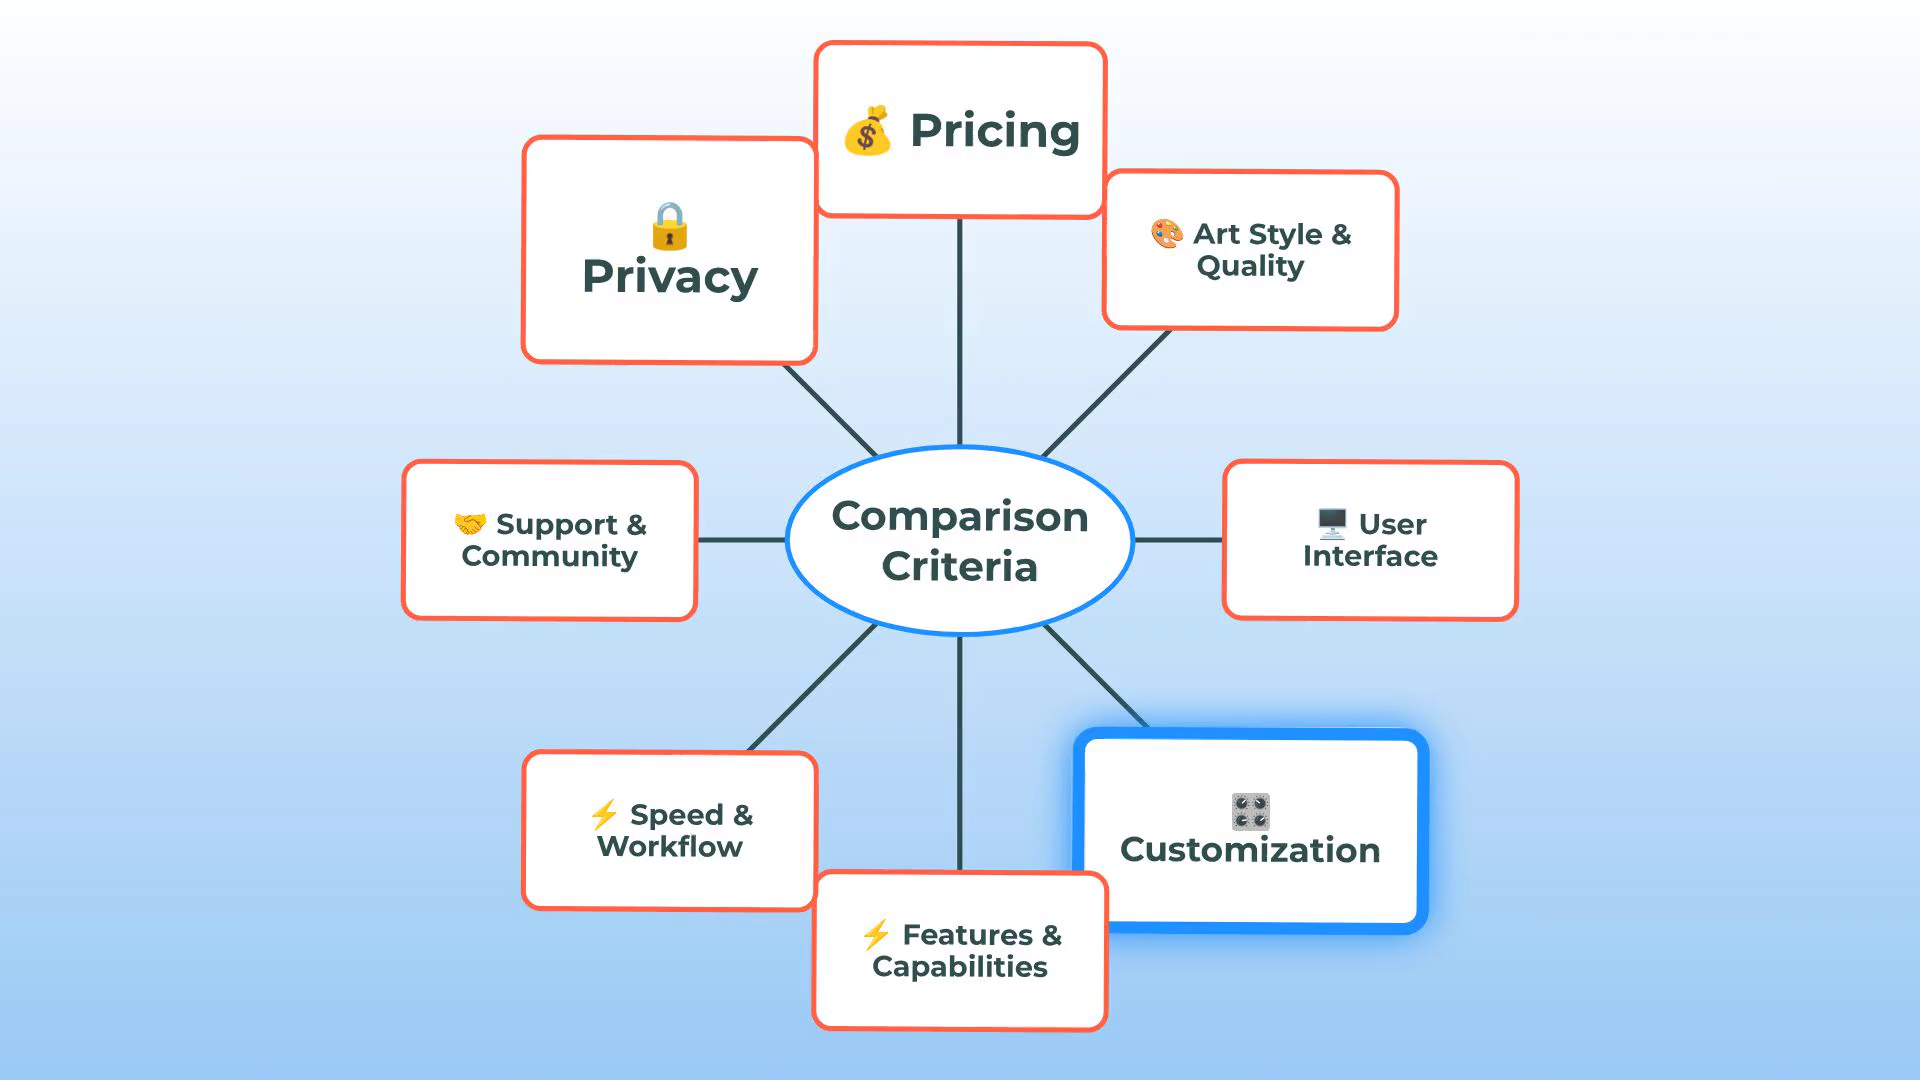 Pricing
Privacy
Art Style &
Quality
Support &
Community
Comparison
Criteria
User
Interface
Speed &
Workflow
Customization
Features &
Capabilities